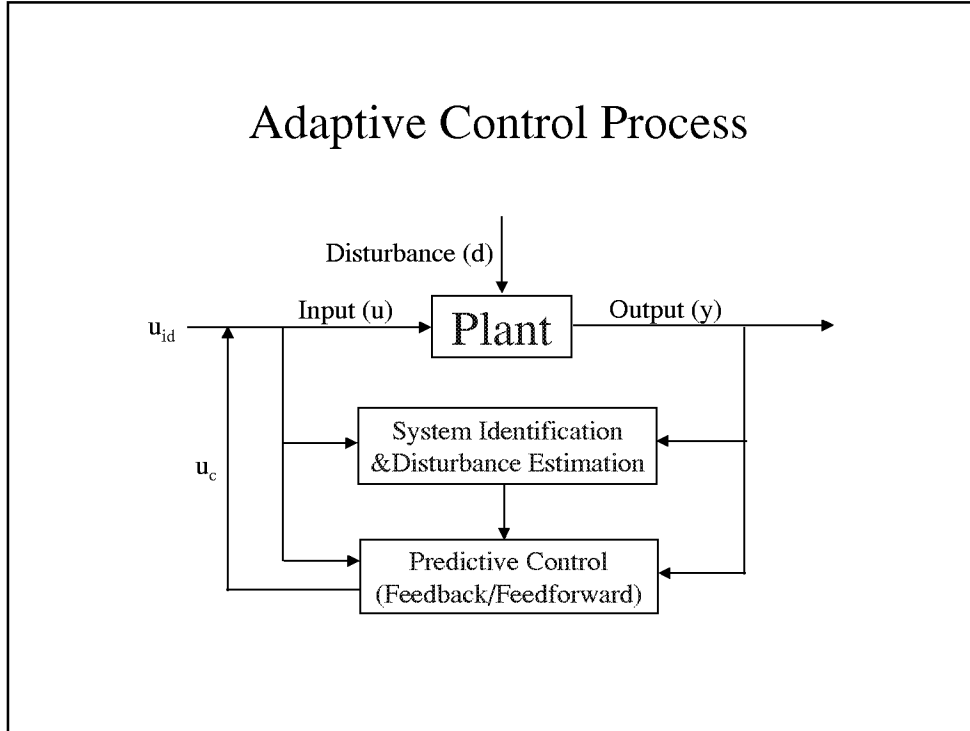 Adaptive Control Process
Disturbance (d)
u_id
Input (u)
Plant
Output (y)
System Identification
&Disturbance Estimation
u_c
Predictive Control
(Feedback/Feedforward)